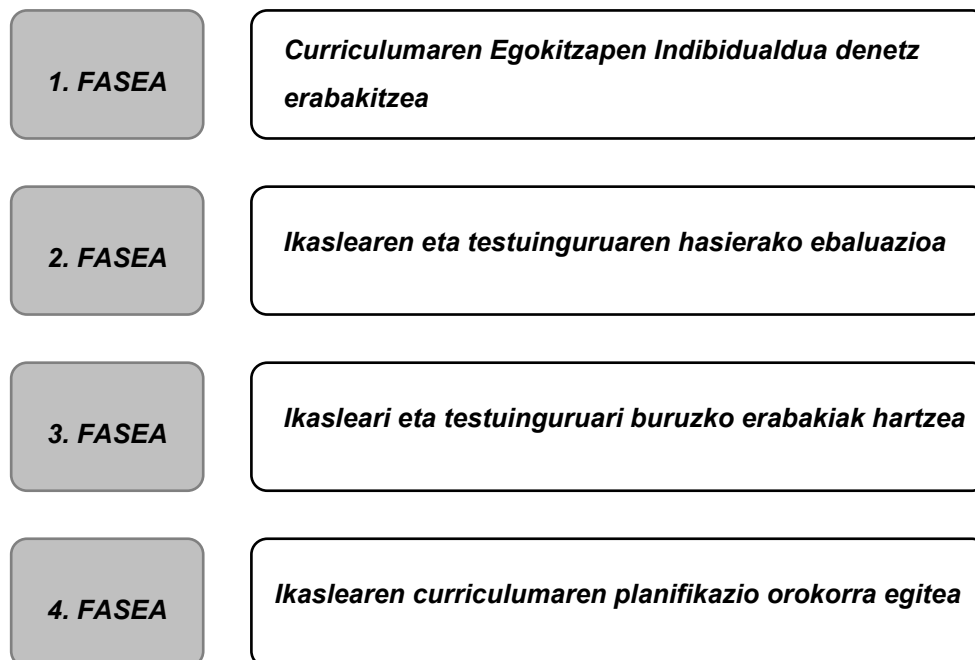 1. FASEA
Curriculumaren Egokitzapen Indibidualdua denetz
erabakitzea
2. FASEA
Ikaslearen eta testuinguruaren hasierako ebaluazioa
3. FASEA
Ikasleari eta testuinguruari buruzko erabakiak hartzea
4. FASEA
Ikaslearen curriculumaren planifikazio orokorra egitea